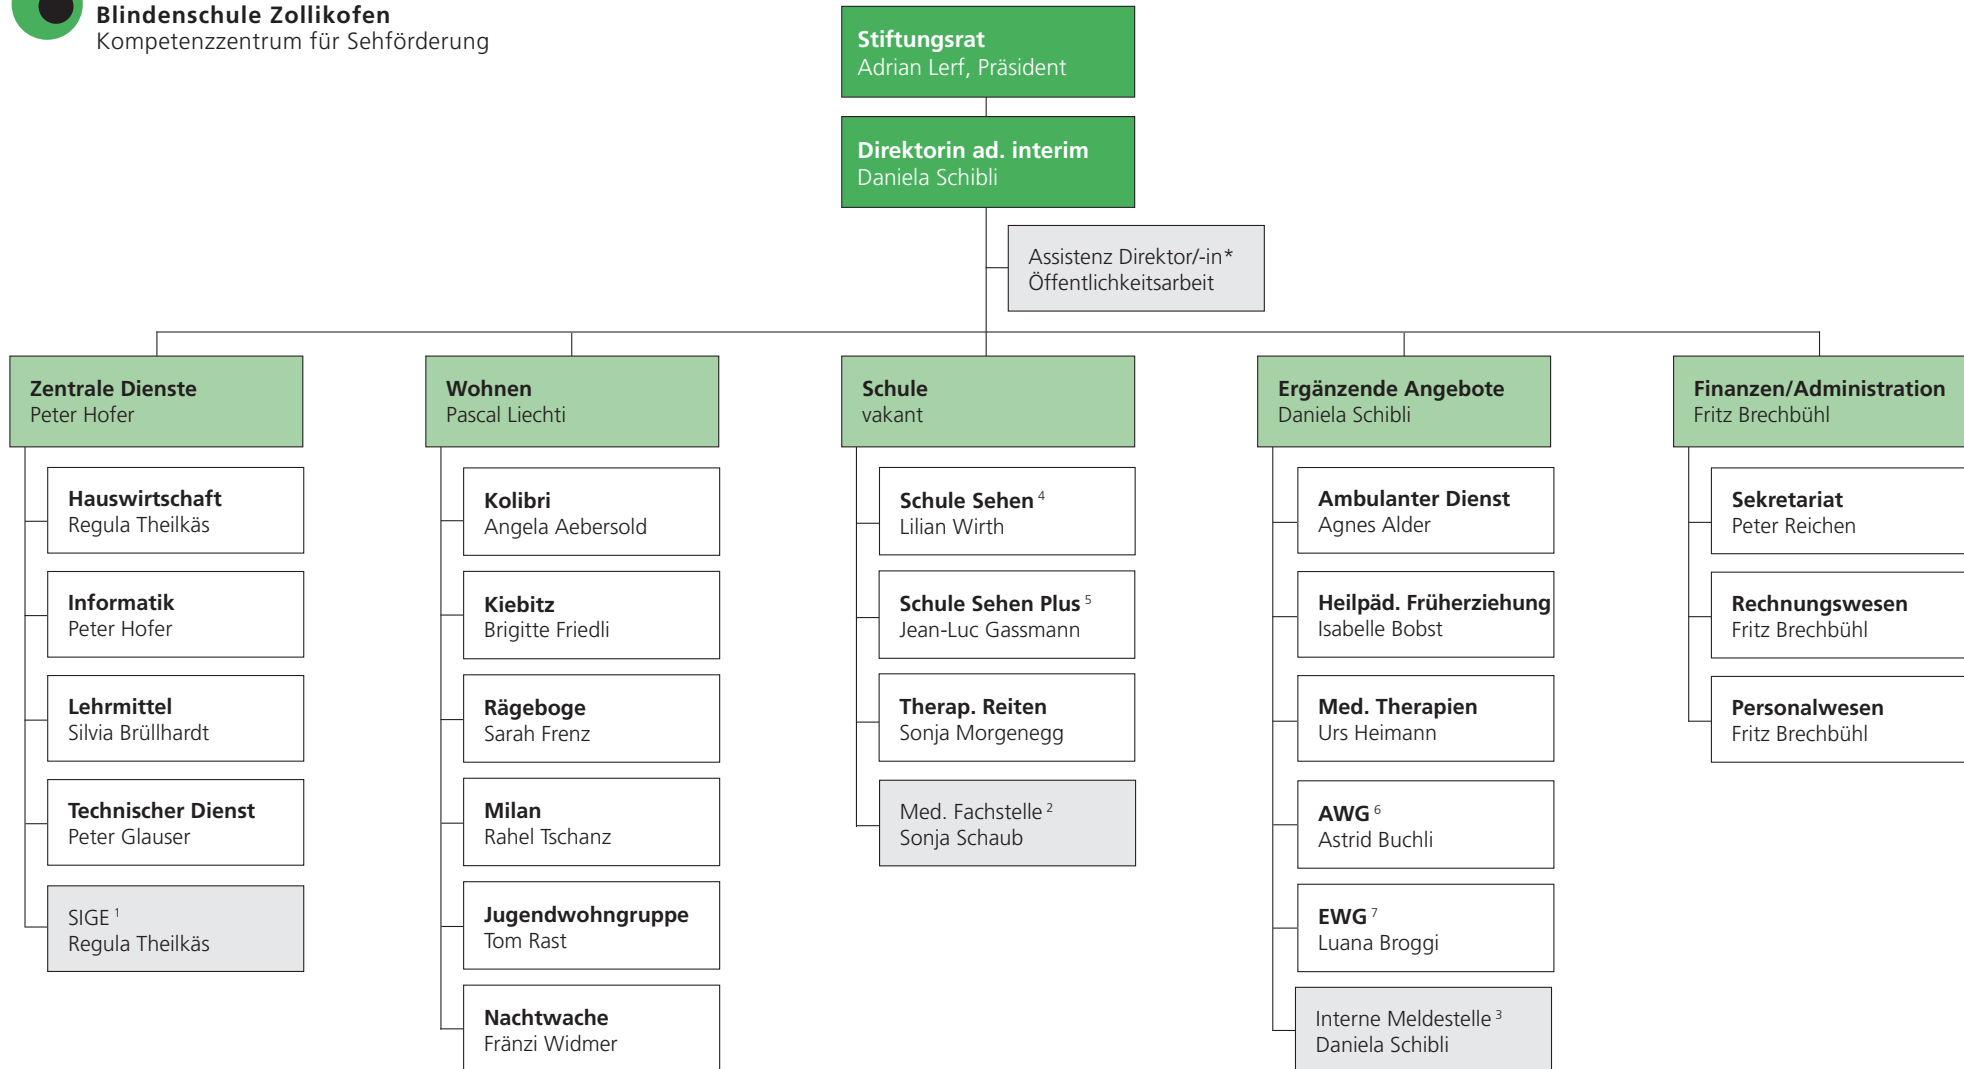 Blindenschule Zollikofen
Kompetenzzentrum für Sehförderung
Stiftungsrat
Adrian Lerf, Präsident
Direktorin ad. interim
Daniela Schibli
Assistenz Direktor/-in*
Öffentlichkeitsarbeit
Zentrale Dienste
Peter Hofer
Hauswirtschaft
Regula Theilkäs
Informatik
Peter Hofer
Lehrmittel
Silvia Brüllhardt
Technischer Dienst
Peter Glauser
SIGE 1
Regula Theilkäs
Wohnen
Pascal Liechti
Kolibri
Angela Aebersold
Kiebitz
Brigitte Friedli
Rägeboge
Sarah Frenz
Milan
Rahel Tschanz
Jugendwohngruppe
Tom Rast
Nachtwache
Fränzi Widmer
Schule
vakant
Schule Sehen 4
Lilian Wirth
Schule Sehen Plus 5
Jean-Luc Gassmann
Therap. Reiten
Sonja Morgenegg
Med. Fachstelle 2
Sonja Schaub
Ergänzende Angebote
Daniela Schibli
Ambulanter Dienst
Agnes Alder
Heilpäd. Früherziehung
Isabelle Bobst
Med. Therapien
Urs Heimann
AWG 6
Astrid Buchli
EWG 7
Luana Broggi
Interne Meldestelle 3
Daniela Schibli
Finanzen/Administration
Fritz Brechbühl
Sekretariat
Peter Reichen
Rechnungswesen
Fritz Brechbühl
Personalwesen
Fritz Brechbühl